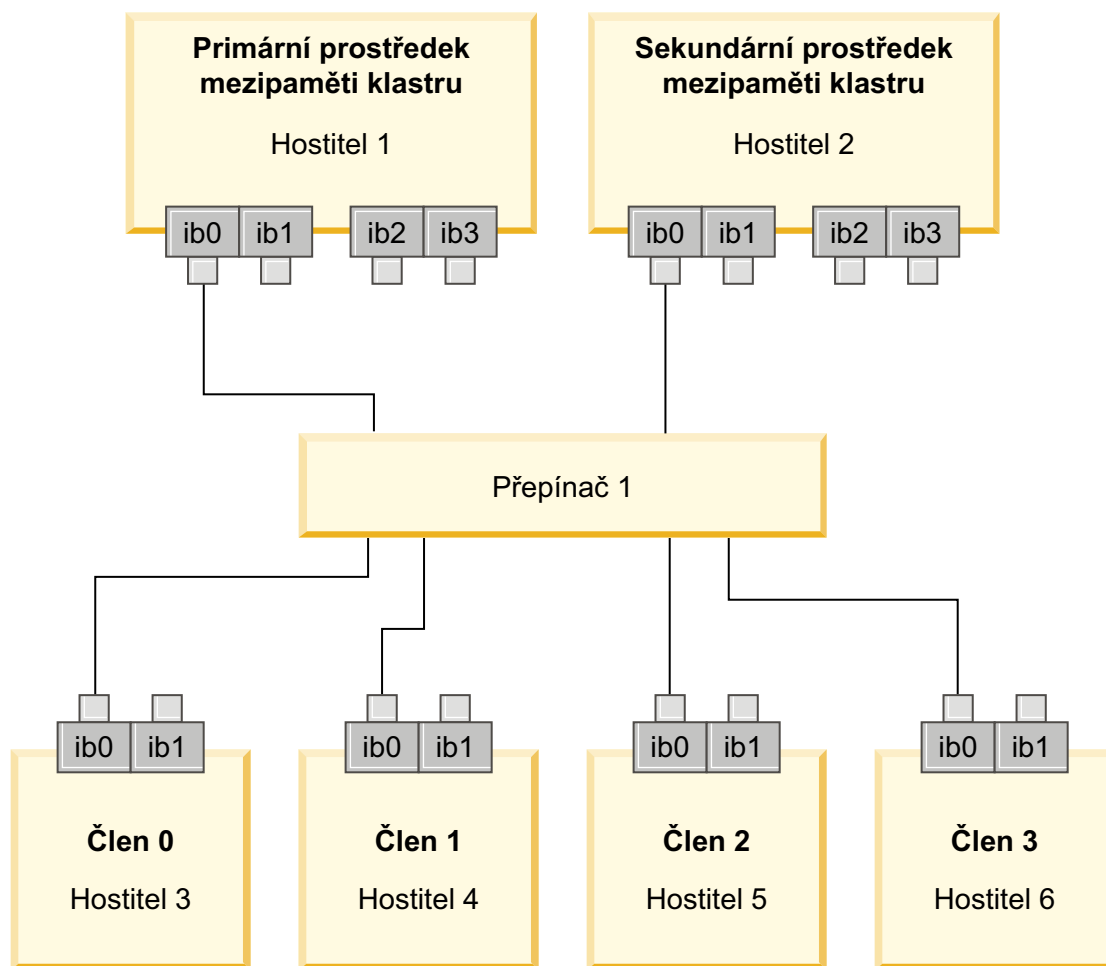 Primární prostředek
mezipaměti klastru
Hostitel 1
Sekundární prostředek
mezipaměti klastru
Hostitel 2
ib0 ib1 ib2 ib3
ib0 ib1 ib2 ib3
Přepínač 1
ib0 ib1
ib0 ib1
ib0 ib1
ib0 ib1
Člen 0
Hostitel 3
Člen 1
Hostitel 4
Člen 2
Hostitel 5
Člen 3
Hostitel 6